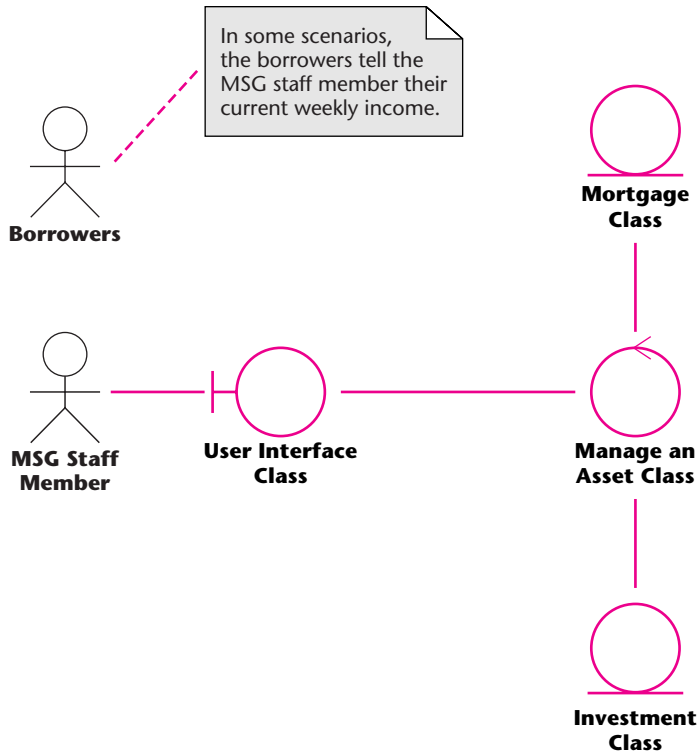 In some scenarios,
the borrowers tell the
MSG staff member their
current weekly income.
Borrowers
Mortgage
Class
MSG Staff
Member
User Interface
Class
Manage an
Asset Class
Investment
Class